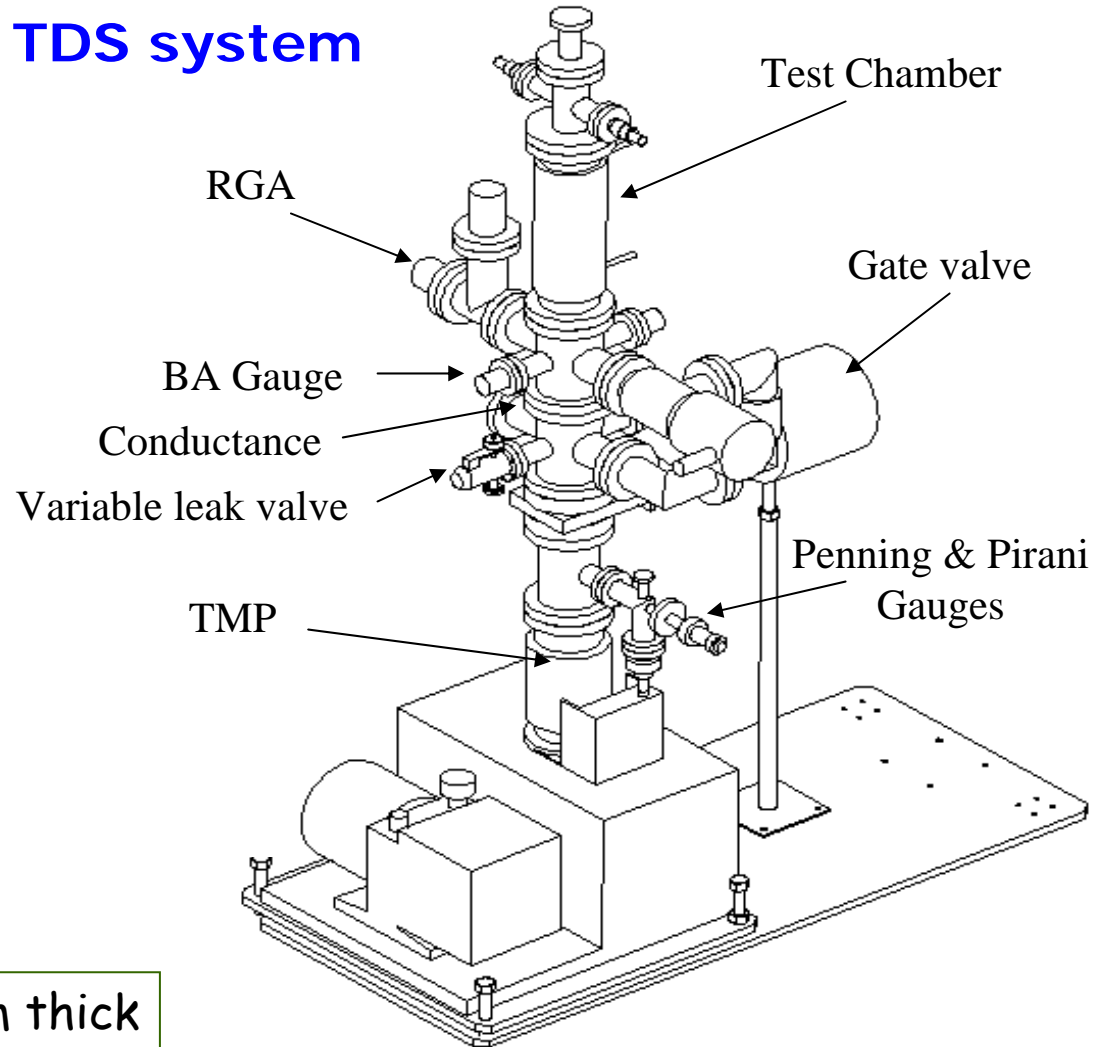 TDS system
Test Chamber
RGA
Gate valve
BA Gauge
Conductance
Variable leak valve
Penning & Pirani
Gauges
TMP
thick